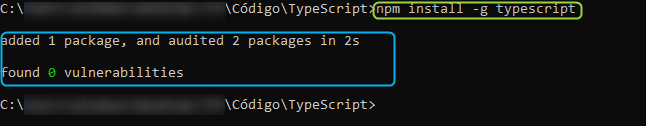 C:\ \Código\TypeScript>npm install -g typescript
added 1 package, and audited 2 packages in 2s
found 0 vulnerabilities
C:\ \Código\TypeScript>